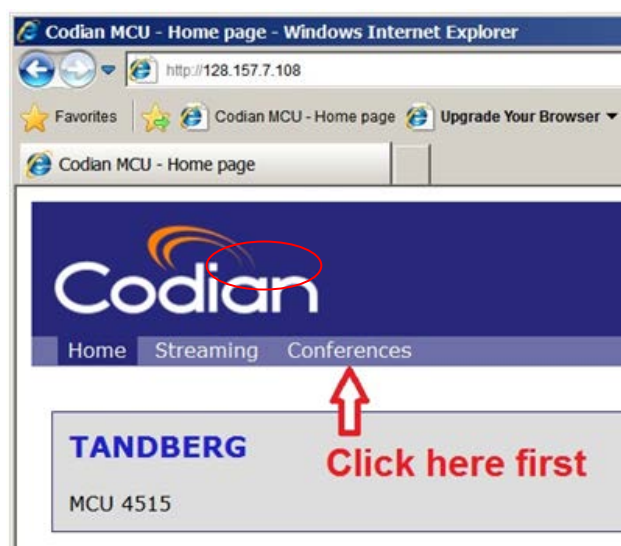 Codian MCU - Home page - Windows Internet Explorer
http://128.157.7.108
Favorites Codian MCU - Home page Upgrade Your Browser
Codian MCU - Home page
Codian
Home Streaming Conferences
TANDBERG
Click here first
MCU 4515